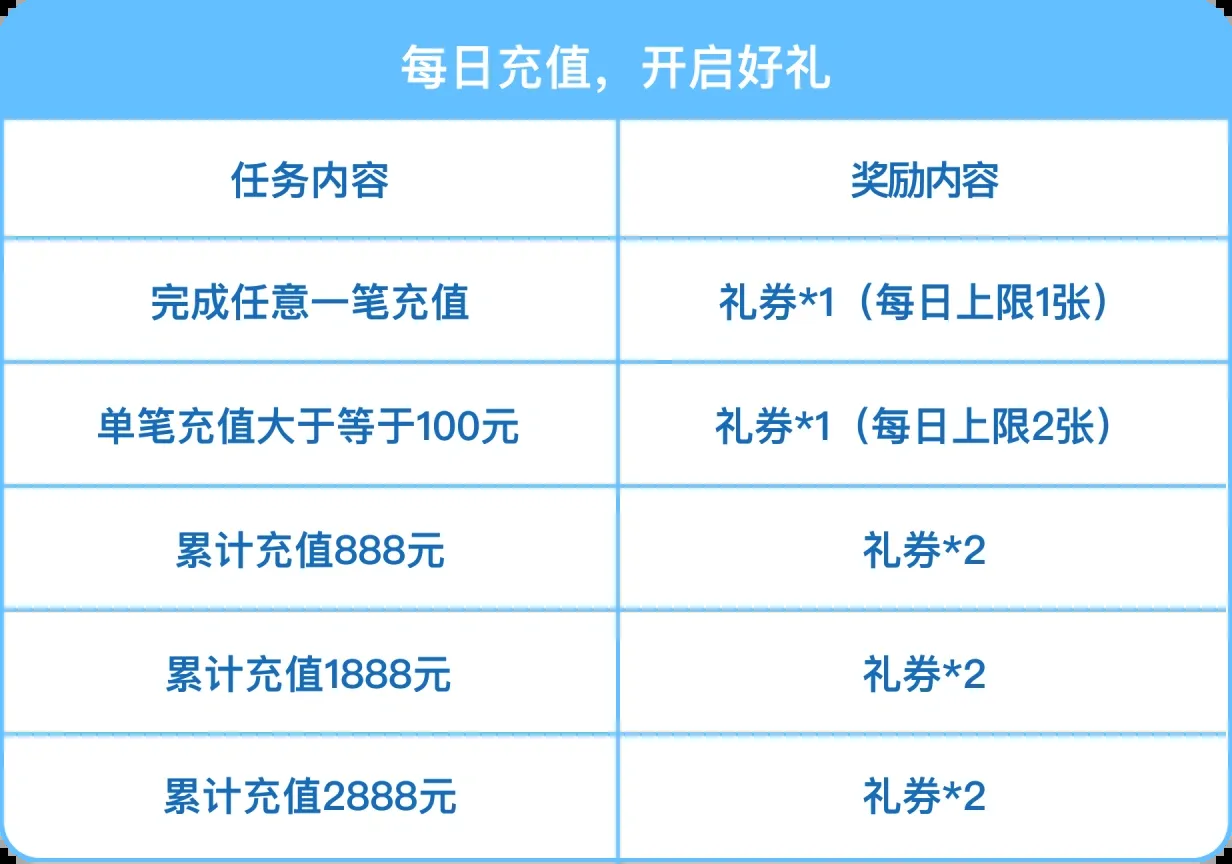 每日充值，开启好礼
任务内容
奖励内容
完成任意一笔充值
礼券*1（每日上限1张）
单笔充值大于等于100元
礼券*1（每日上限2张）
累计充值888元
礼券*2
累计充值1888元
礼券*2
累计充值2888元
礼券*2